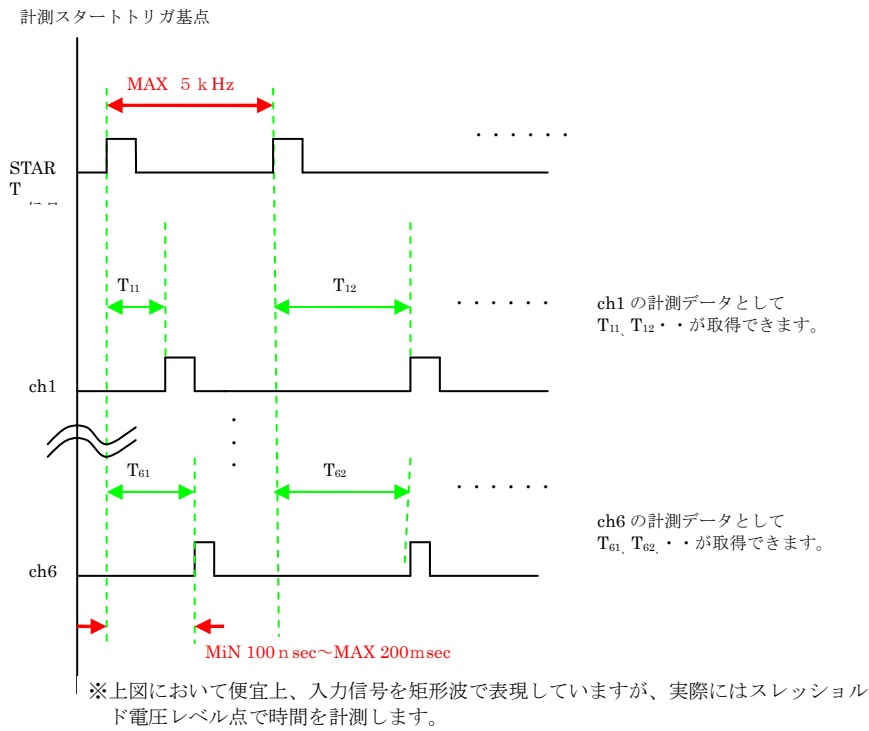 計測スタートトリガ基点
MAX 5 k Hz
・・・・・・
STAR
T
T11
T12
・・・・・・
ch1 の計測データとして
T11、T12・・が取得できます。
ch1
T61
T62
・・・・・・
ch6 の計測データとして
T61、T62、・・が取得できます。
ch6
MiN 100n sec～MAX 200msec
※上図において便宜上、入力信号を矩形波で表現していますが、実際にはスレッショル
ド電圧レベル点で時間を計測します。